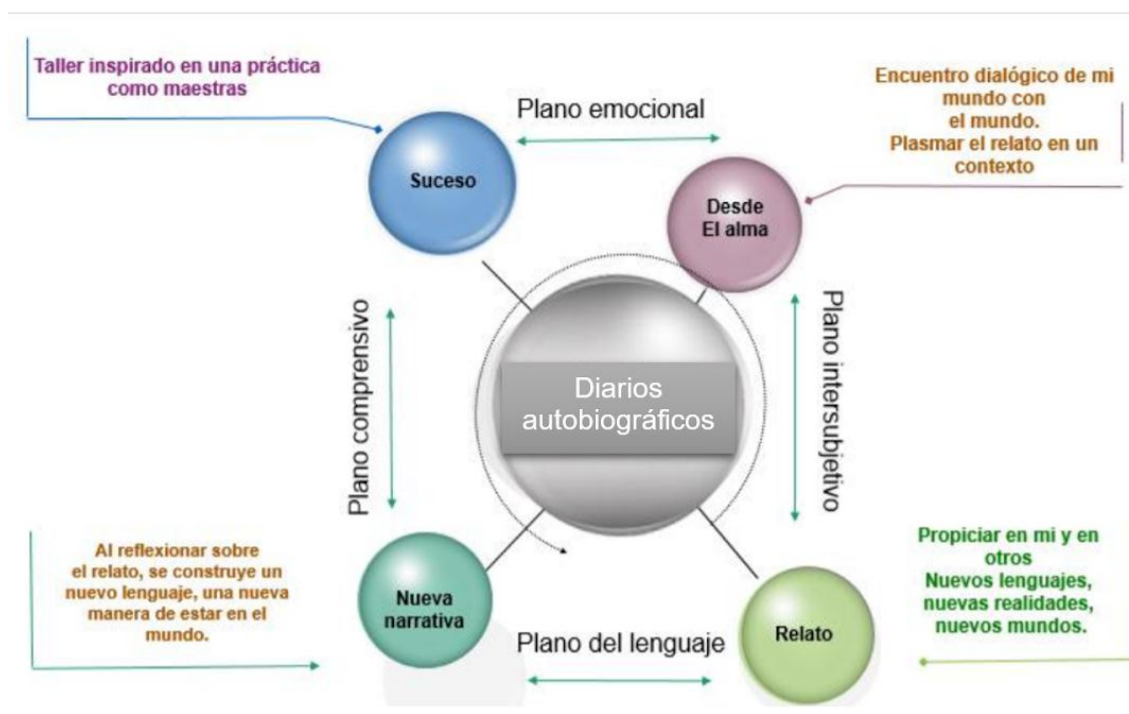 Taller inspirado en una práctica
como maestras
Plano emocional
Encuentro dialógico de mi
mundo con
el mundo.
Plasmar el relato en un
contexto
Suceso
Desde
El alma
Plano comprensivo
Diarios
autobiográficos
Plano intersubjetivo
Al reflexionar sobre
el relato, se construye un
nuevo lenguaje, una nueva
manera de estar en el
mundo.
Nueva
narrativa
Plano del lenguaje
Relato
Propiciar en mi y en
otros
Nuevos lenguajes,
nuevas realidades,
nuevos mundos.